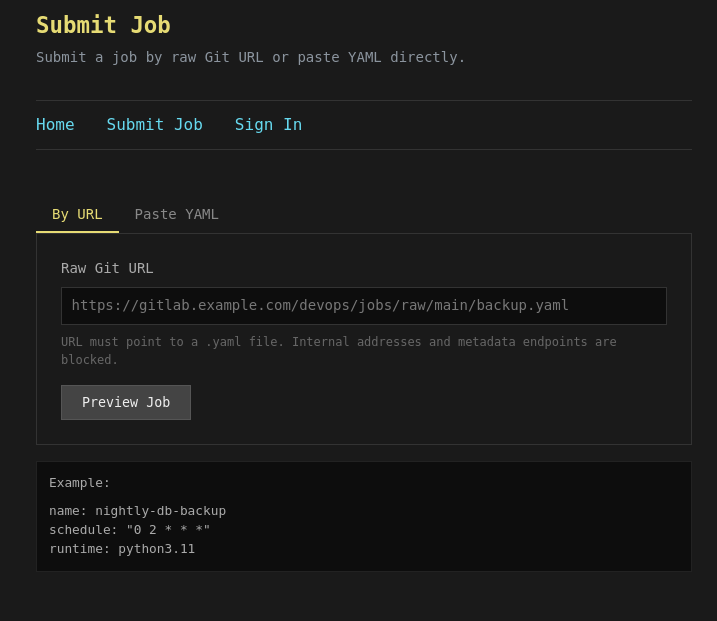 Submit Job
Submit a job by raw Git URL or paste YAML directly.
Home Submit Job Sign In
By URL Paste YAML
Raw Git URL
https://gitlab.example.com/devops/jobs/raw/main/backup.yaml
URL must point to a .yaml file. Internal addresses and metadata endpoints are
blocked.
Preview Job
Example:
name: nightly-db-backup
schedule: "0 2 * * *"
runtime: python3.11